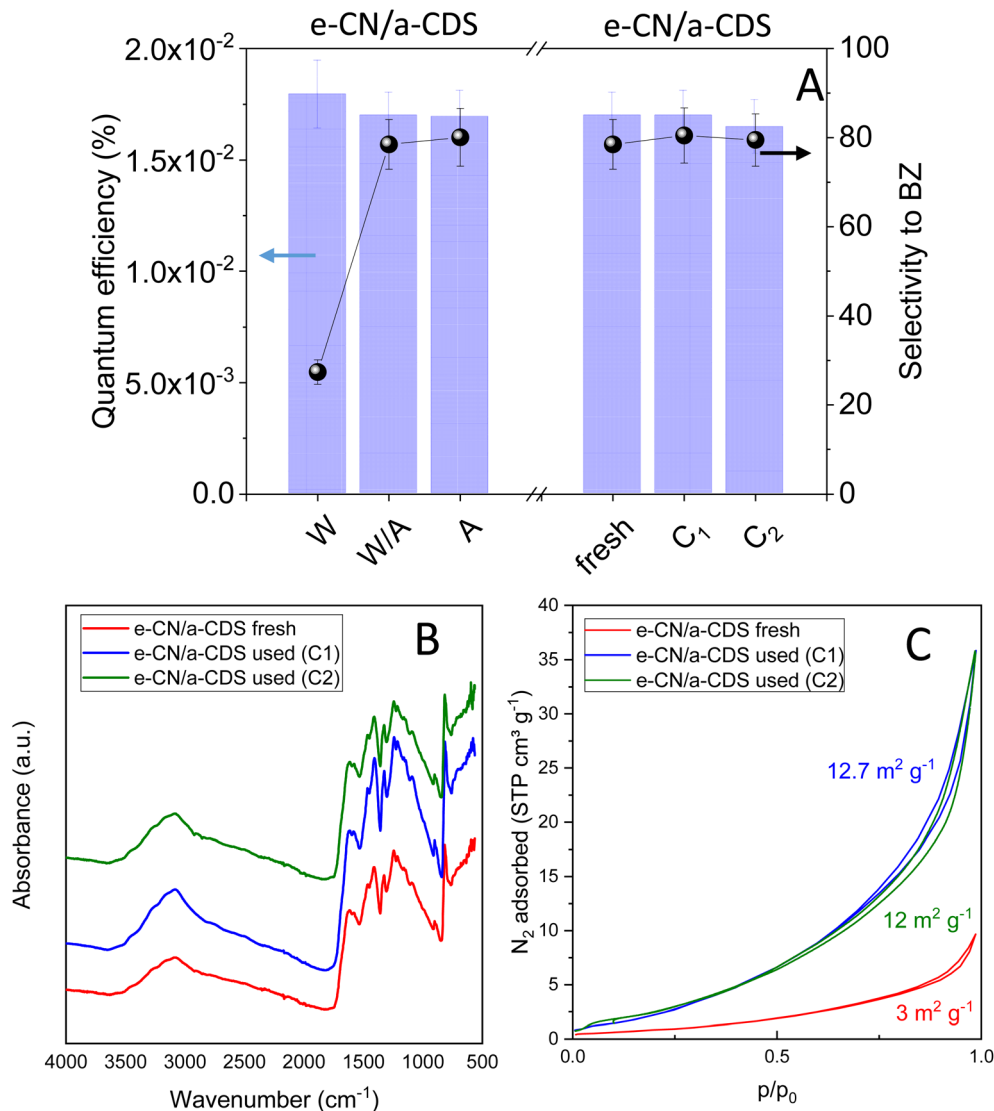 e-CN/a-CDS
e-CN/a-CDS
A
Quantum efficiency (%)
2.0x10⁻²
1.5x10⁻²
1.0x10⁻²
5.0x10⁻³
0.0
100
80
60
40
20
0
Selectivity to BZ
W
W/A
A
fresh
C₁
C₂
B
e-CN/a-CDS fresh
e-CN/a-CDS used (C1)
e-CN/a-CDS used (C2)
Absorbance (a.u.)
4000 3500 3000 2500 2000 1500 1000 500
Wavenumber (cm⁻¹)
C
e-CN/a-CDS fresh
e-CN/a-CDS used (C1)
e-CN/a-CDS used (C2)
N₂ adsorbed (STP cm³ g⁻¹)
40
35
30
25
20
15
10
5
0
12.7 m² g⁻¹
12 m² g⁻¹
3 m² g⁻¹
0.0 0.5 1.0
p/p₀